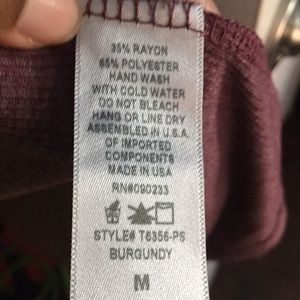 35% RAYON
65% POLYESTER
HAND WASH
WITH COLD WATER
DO NOT BLEACH
HANG OR LINE DRY
ASSEMBLED IN U.S.A.
OF IMPORTED
COMPONENTS
MADE IN USA
RN#090233
STYLE# T6356-PS
BURGUNDY
M